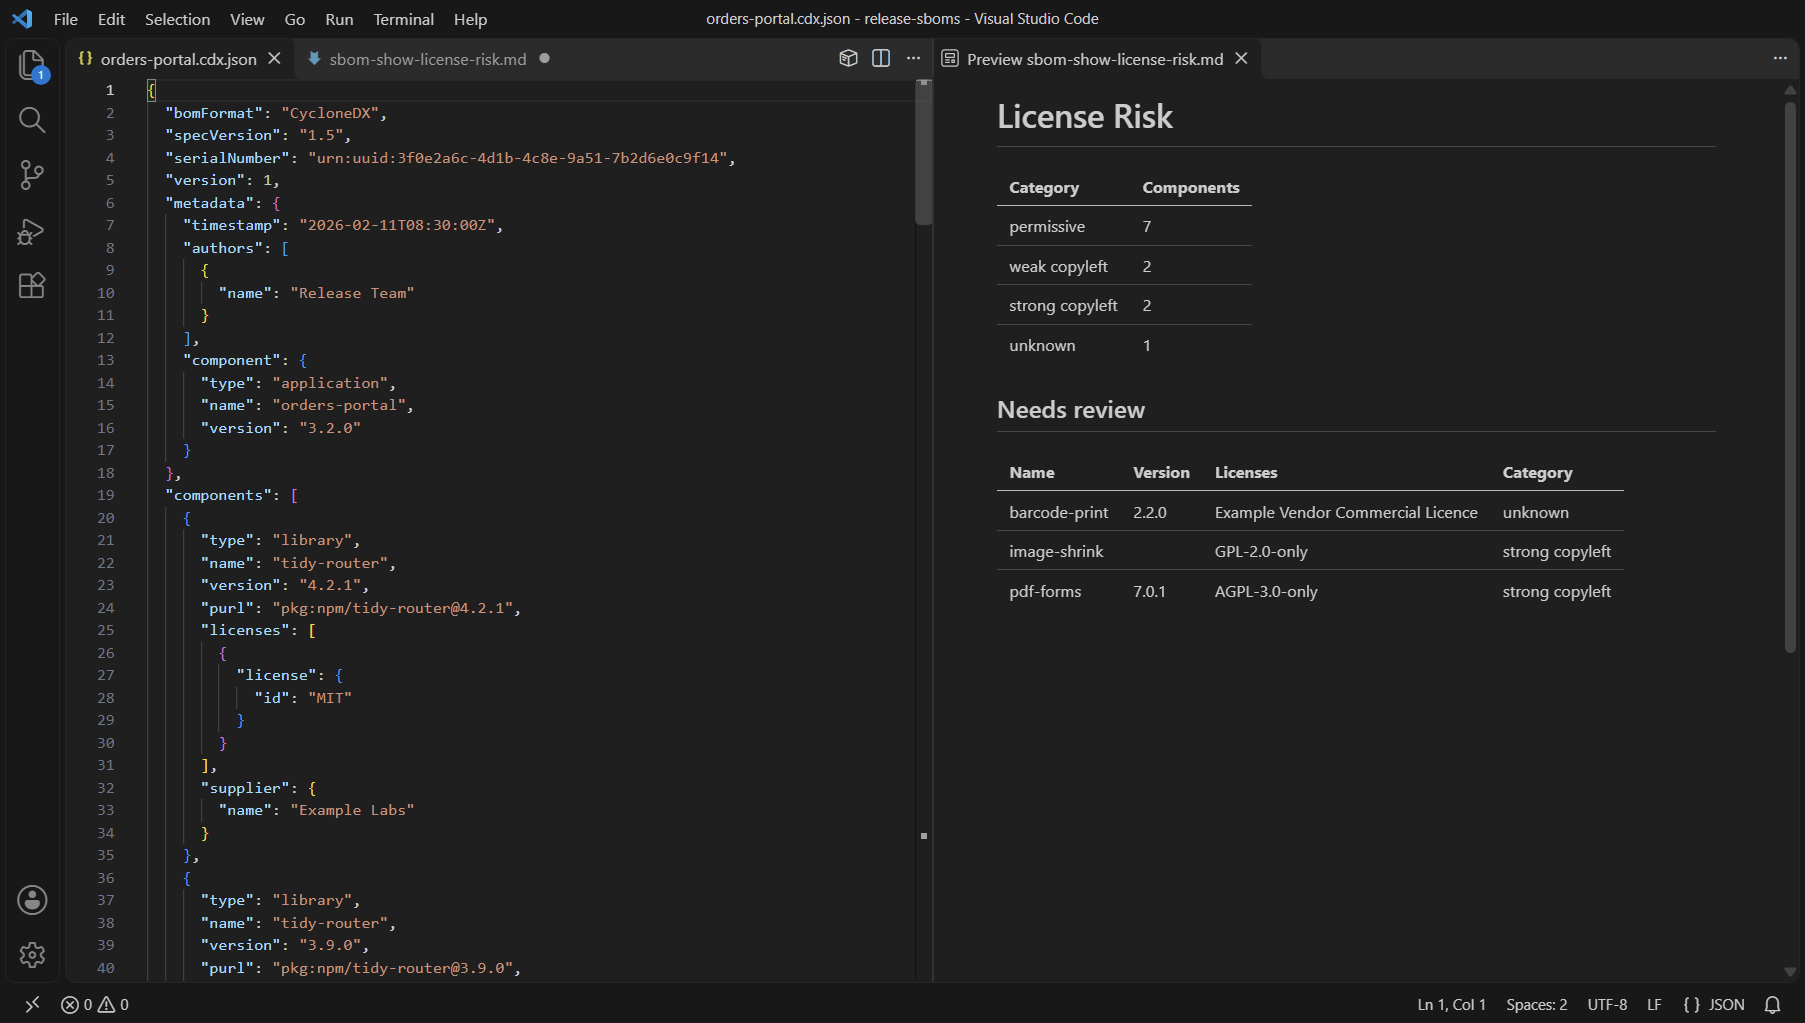 File Edit Selection View Go Run Terminal Help
orders-portal.cdx.json - release-sboms - Visual Studio Code
1
{} orders-portal.cdx.json
sbom-show-license-risk.md
Preview sbom-show-license-risk.md
1 {
2 "bomFormat": "CycloneDX",
3 "specVersion": "1.5",
4 "serialNumber": "urn:uuid:3f0e2a6c-4d1b-4c8e-9a51-7b2d6e0c9f14",
5 "version": 1,
6 "metadata": {
7 "timestamp": "2026-02-11T08:30:00Z",
8 "authors": [
9 {
10 "name": "Release Team"
11 }
12 ],
13 "component": {
14 "type": "application",
15 "name": "orders-portal",
16 "version": "3.2.0"
17 }
18 },
19 "components": [
20 {
21 "type": "library",
22 "name": "tidy-router",
23 "version": "4.2.1",
24 "purl": "pkg:npm/tidy-router@4.2.1",
25 "licenses": [
26 {
27 "license": {
28 "id": "MIT"
29 }
30 }
31 ],
32 "supplier": {
33 "name": "Example Labs"
34 }
35 },
36 {
37 "type": "library",
38 "name": "tidy-router",
39 "version": "3.9.0",
40 "purl": "pkg:npm/tidy-router@3.9.0",
License Risk
Category Components
permissive 7
weak copyleft 2
strong copyleft 2
unknown 1
Needs review
Name Version Licenses Category
barcode-print 2.2.0 Example Vendor Commercial Licence unknown
image-shrink GPL-2.0-only strong copyleft
pdf-forms 7.0.1 AGPL-3.0-only strong copyleft
0 0
Ln 1, Col 1 Spaces: 2 UTF-8 LF {} JSON